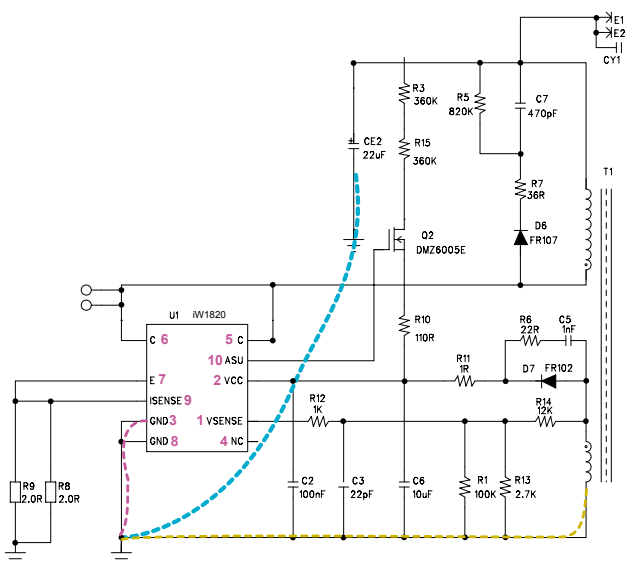 E1
E2
CY1
R3
360K
R5
820K
C7
470pF
CE2
22uF
R15
360K
T1
R7
36R
Q2
DMZ6005E
D6
FR107
U1 iW1820
C 6
5 C
10 ASU
E 7
2 VCC
ISENSE 9
GND 3
1 VSENSE
GND 8
4 NC
R10
110R
R6
22R
C5
1nF
R11
1R
D7 FR102
R12
1K
R14
12K
R9
2.0R
R8
2.0R
C2
100nF
C3
22pF
C6
10uF
R1
100K
R13
2.7K
+